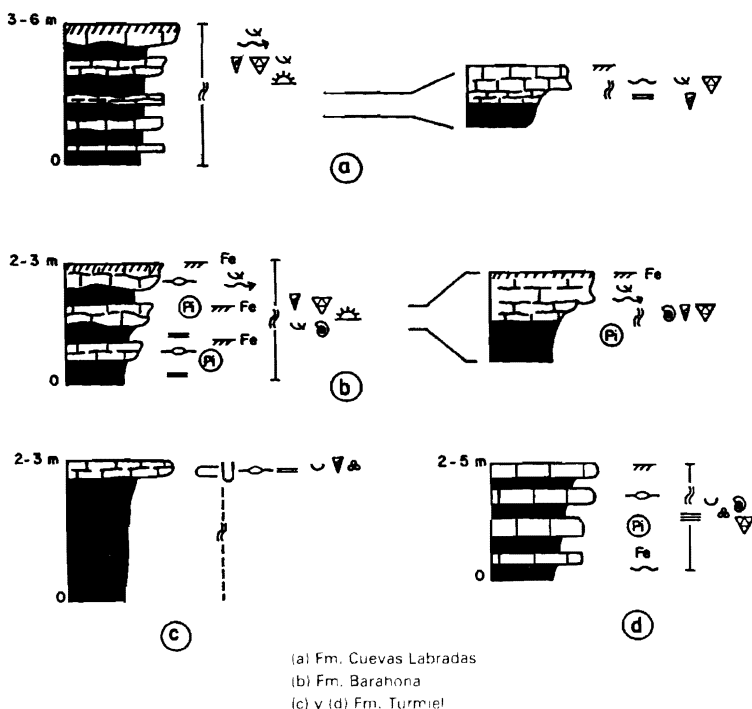 3-6 m
0
a
2-3 m
Fe
Pi
Fe
Fe
Pi
0
b
Fe
Pi
2-3 m
0
c
2-5 m
Pi
Fe
0
d
(a) Fm. Cuevas Labradas
(b) Fm. Barahona
(c) y (d) Fm. Turmiel